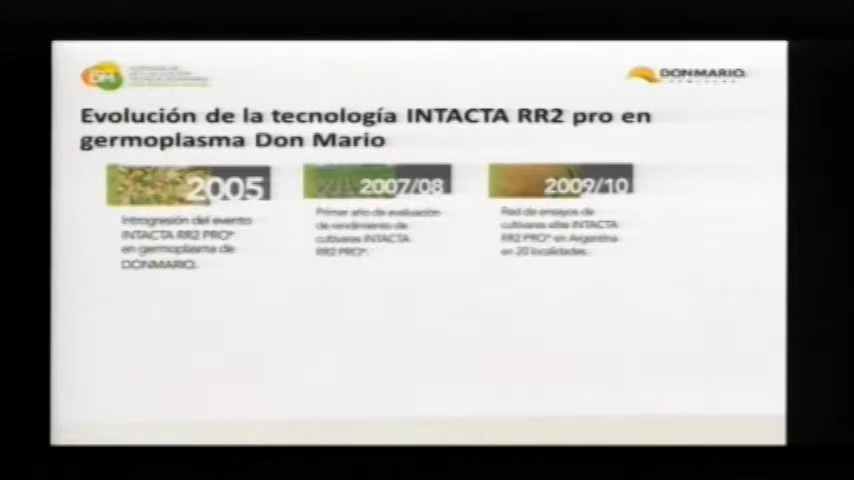 DM
DONMARIO
Evolución de la tecnología INTACTA RR2 pro en
germoplasma Don Mario
2005
2007/08
2009/10
Introgresión del evento
INTACTA RR2 PRO*
en germoplasma de
DONMARIO.
Primer año de evaluación
de rendimiento de
cultivares INTACTA
RR2 PRO*.
Red de ensayos de
cultivares elite INTACTA
RR2 PRO* en Argentina
en 20 localidades.